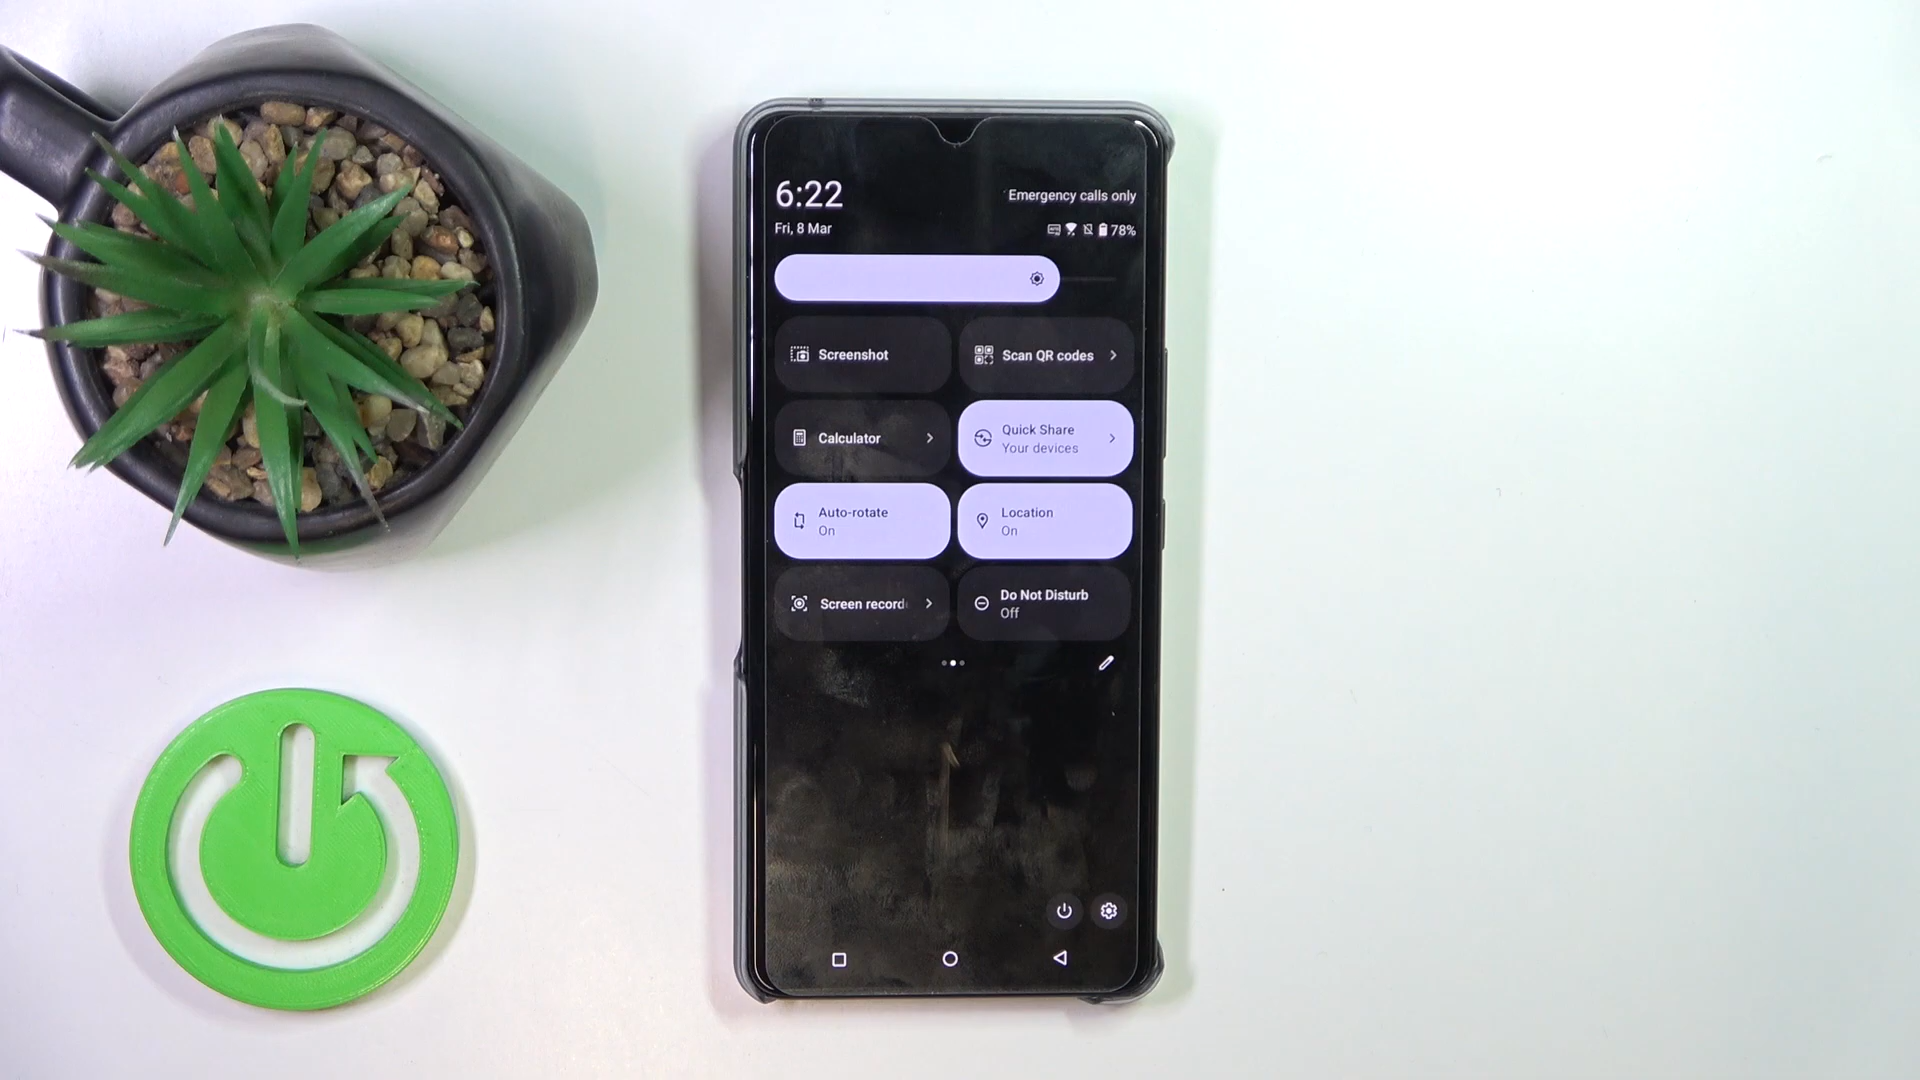 6:22
Emergency calls only
Fri, 8 Mar
78%
Screenshot
Scan QR codes
Calculator
Quick Share
Your devices
Auto-rotate
On
Location
On
Screen record
Do Not Disturb
Off